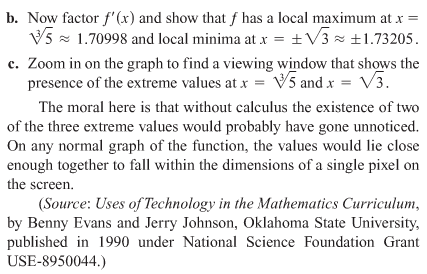 b. Now factor f′(x) and show that f has a local maximum at x =
∛5 ≈ 1.70998 and local minima at x = ±√3 ≈ ±1.73205.
c. Zoom in on the graph to find a viewing window that shows the
presence of the extreme values at x = ∛5 and x = √3.
The moral here is that without calculus the existence of two
of the three extreme values would probably have gone unnoticed.
On any normal graph of the function, the values would lie close
enough together to fall within the dimensions of a single pixel on
the screen.
(Source: Uses of Technology in the Mathematics Curriculum,
by Benny Evans and Jerry Johnson, Oklahoma State University,
published in 1990 under National Science Foundation Grant
USE-8950044.)